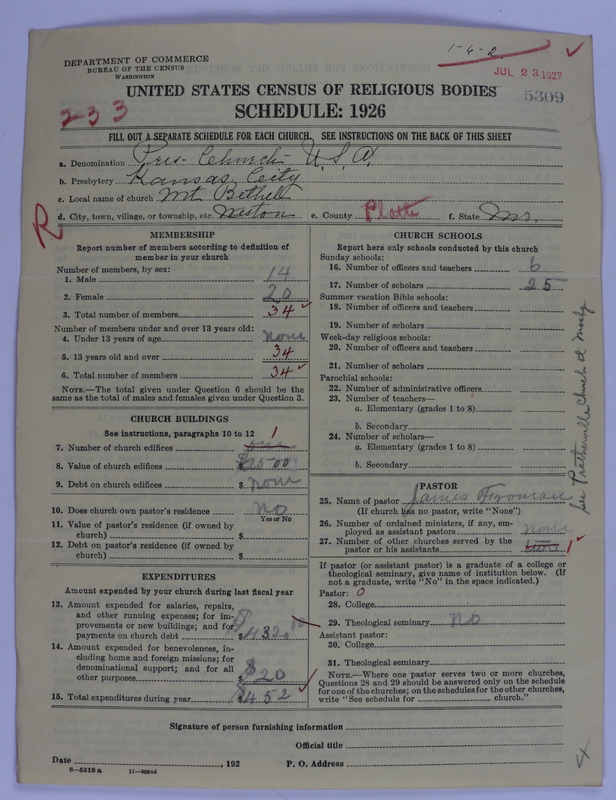 DEPARTMENT OF COMMERCE
BUREAU OF THE CENSUS
WASHINGTON
1-6-2
JUL 23 1927
5309
233
UNITED STATES CENSUS OF RELIGIOUS BODIES
SCHEDULE: 1926
FILL OUT A SEPARATE SCHEDULE FOR EACH CHURCH. SEE INSTRUCTIONS ON THE BACK OF THIS SHEET
a. Denomination Pres. Church U.S.A.
b. Presbytery Kansas City
c. Local name of church Mt Bethel
d. City, town, village, or township, etc. Weston e. County Platte f. State Mo.
R
MEMBERSHIP
Report number of members according to definition of member in your church
Number of members, by sex:
1. Male 14
2. Female 20
3. Total number of members 34
Number of members under and over 13 years old:
4. Under 13 years of age none
5. 13 years old and over 34
6. Total number of members 34
NOTE.—The total given under Question 6 should be the same as the total of males and females given under Question 3.
CHURCH BUILDINGS
See instructions, paragraphs 10 to 12
7. Number of church edifices one 1
8. Value of church edifices $2500
9. Debt on church edifices $ none
10. Does church own pastor's residence? No
Yes or No
11. Value of pastor's residence (if owned by church) $
12. Debt on pastor's residence (if owned by church) $
EXPENDITURES
Amount expended by your church during last fiscal year
13. Amount expended for salaries, repairs, and other running expenses; for improvements or new buildings; and for payments on church debt $432.00
14. Amount expended for benevolences, including home and foreign missions; for denominational support; and for all other purposes $20
15. Total expenditures during year $452
CHURCH SCHOOLS
Report here only schools conducted by this church
Sunday schools:
16. Number of officers and teachers 6
17. Number of scholars 25
Summer vacation Bible schools:
18. Number of officers and teachers
19. Number of scholars
Week-day religious schools:
20. Number of officers and teachers
21. Number of scholars
Parochial schools:
22. Number of administrative officers
23. Number of teachers—
a. Elementary (grades 1 to 8)
b. Secondary
24. Number of scholars—
a. Elementary (grades 1 to 8)
b. Secondary
PASTOR
25. Name of pastor James Froman
(If church has no pastor, write "None")
26. Number of ordained ministers, if any, employed as assistant pastors None
27. Number of other churches served by the pastor or his assistants 1
If pastor (or assistant pastor) is a graduate of a college or theological seminary, give name of institution below. (If not a graduate, write "No" in the space indicated.)
Pastor: 0
28. College
29. Theological seminary No
Assistant pastor:
30. College
31. Theological seminary
NOTE.—Where one pastor serves two or more churches, Questions 28 and 29 should be answered only on the schedule for one of the churches; on the schedules for the other churches, write "See schedule for church."
See Pratherville Church at Mosby
Signature of person furnishing information
Official title
Date , 192 P. O. Address
8—5518a 11—20646
4